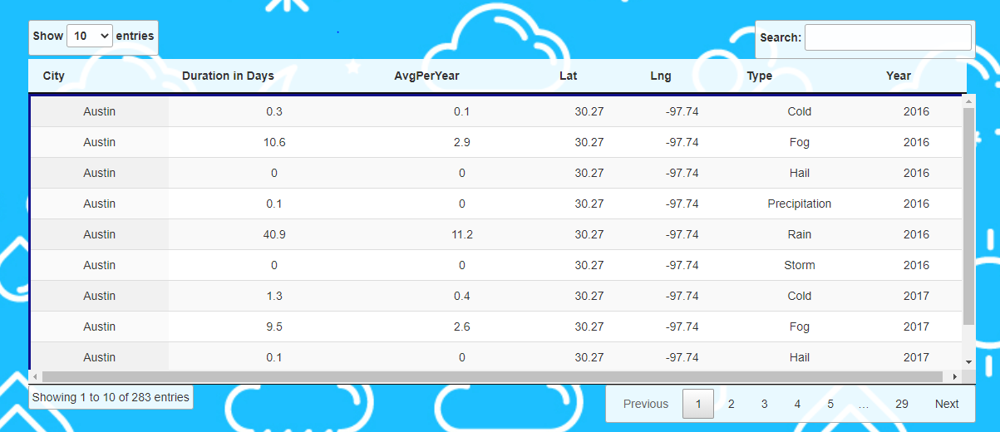 Show 10 entries Search:
City Duration in Days AvgPerYear Lat Lng Type Year
Austin 0.3 0.1 30.27 -97.74 Cold 2016
Austin 10.6 2.9 30.27 -97.74 Fog 2016
Austin 0 0 30.27 -97.74 Hail 2016
Austin 0.1 0 30.27 -97.74 Precipitation 2016
Austin 40.9 11.2 30.27 -97.74 Rain 2016
Austin 0 0 30.27 -97.74 Storm 2016
Austin 1.3 0.4 30.27 -97.74 Cold 2017
Austin 9.5 2.6 30.27 -97.74 Fog 2017
Austin 0.1 0 30.27 -97.74 Hail 2017
Showing 1 to 10 of 283 entries Previous 1 2 3 4 5 … 29 Next